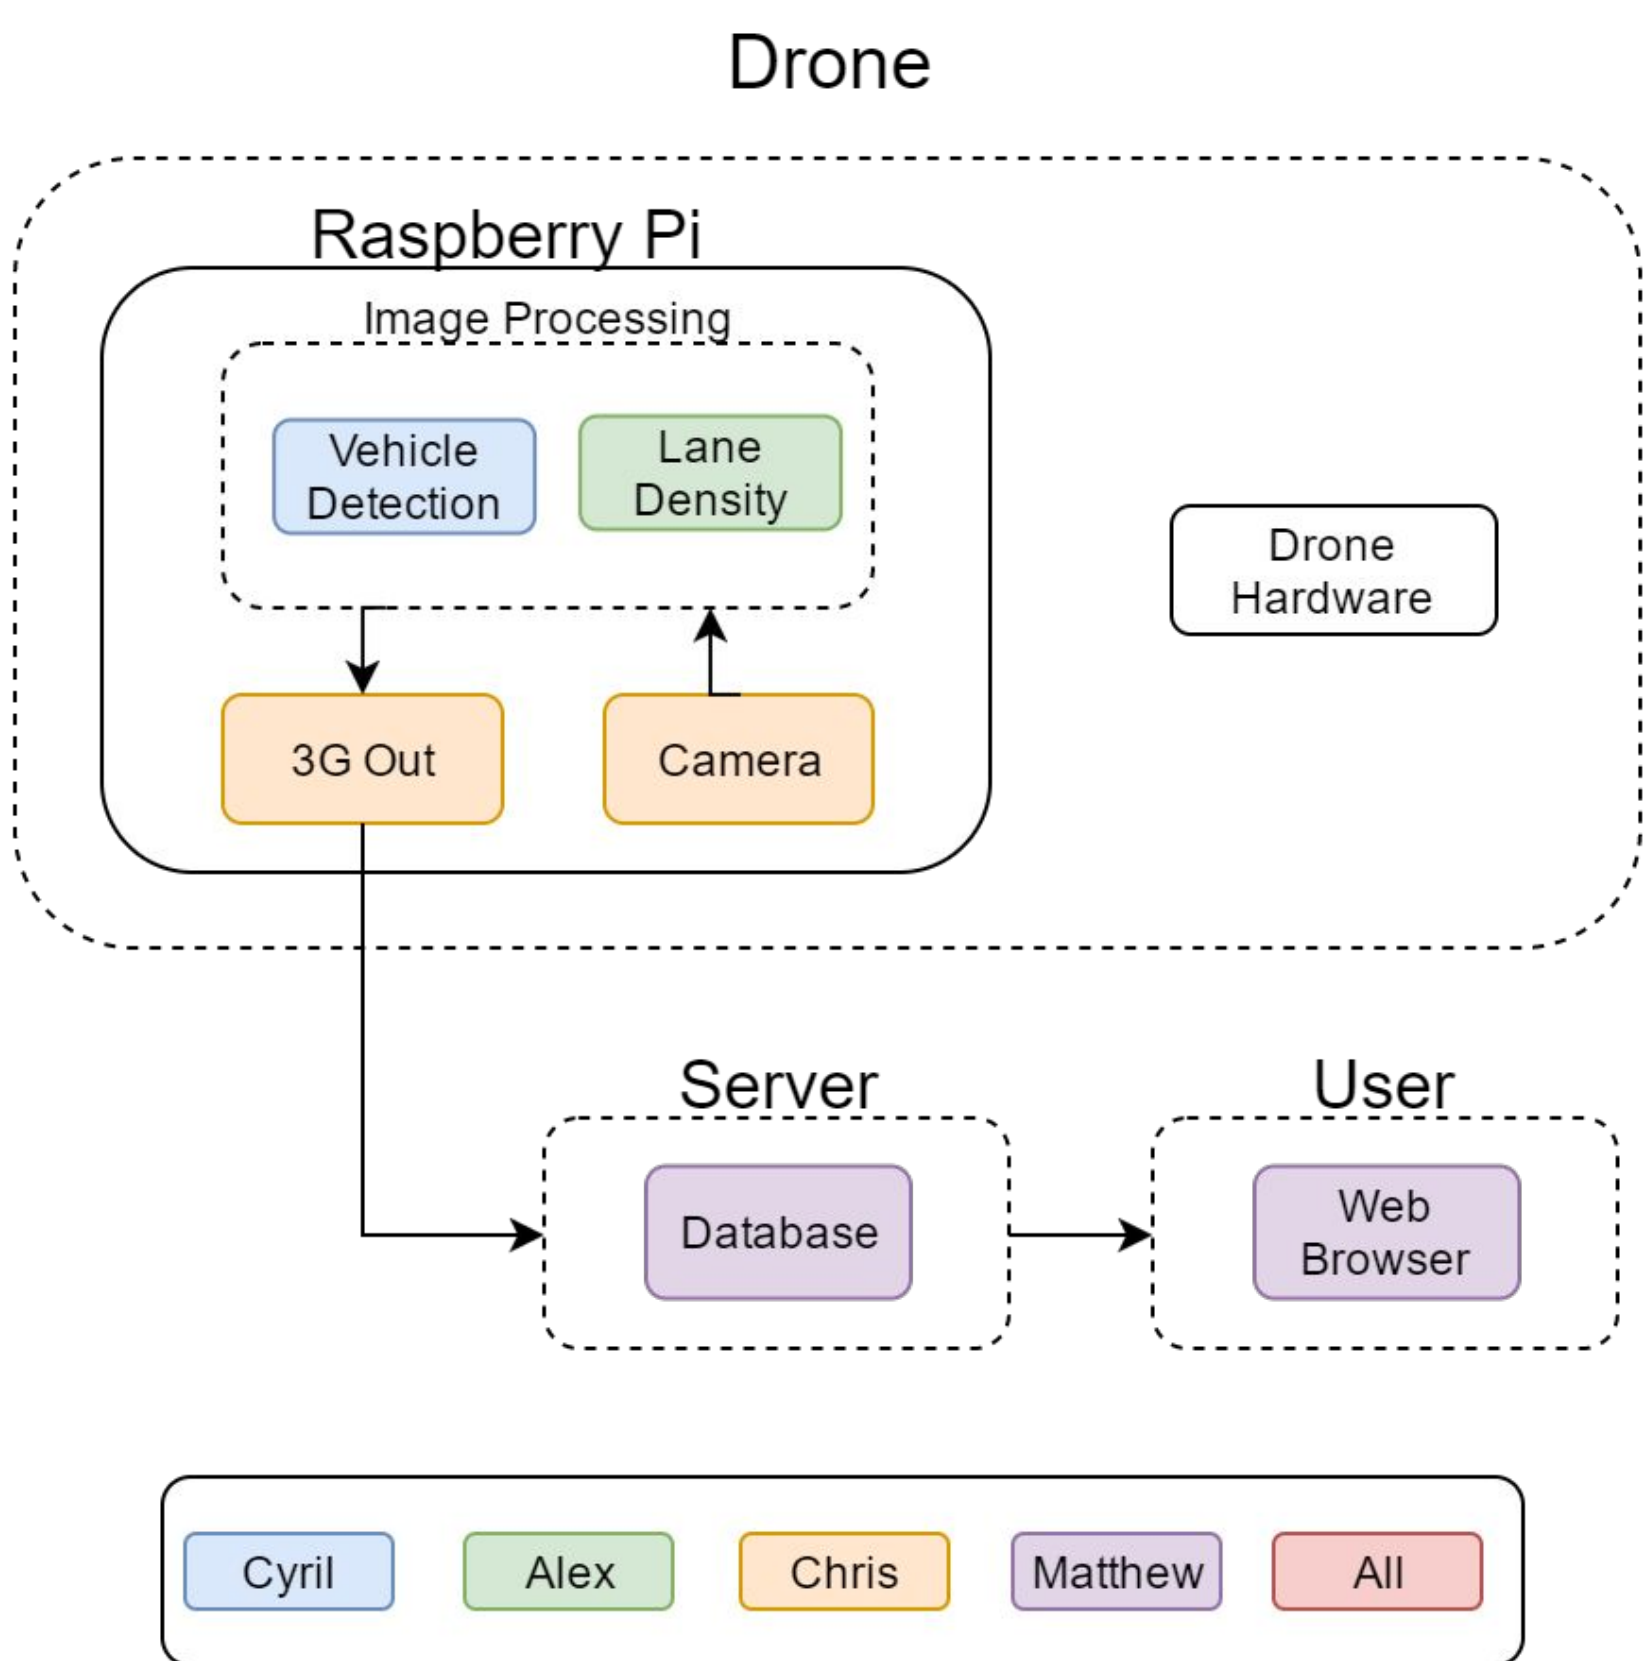 Drone
Raspberry Pi
Image Processing
Vehicle
Detection
Lane
Density
Drone
Hardware
3G Out
Camera
Server
User
Database
Web
Browser
Cyril
Alex
Chris
Matthew
All